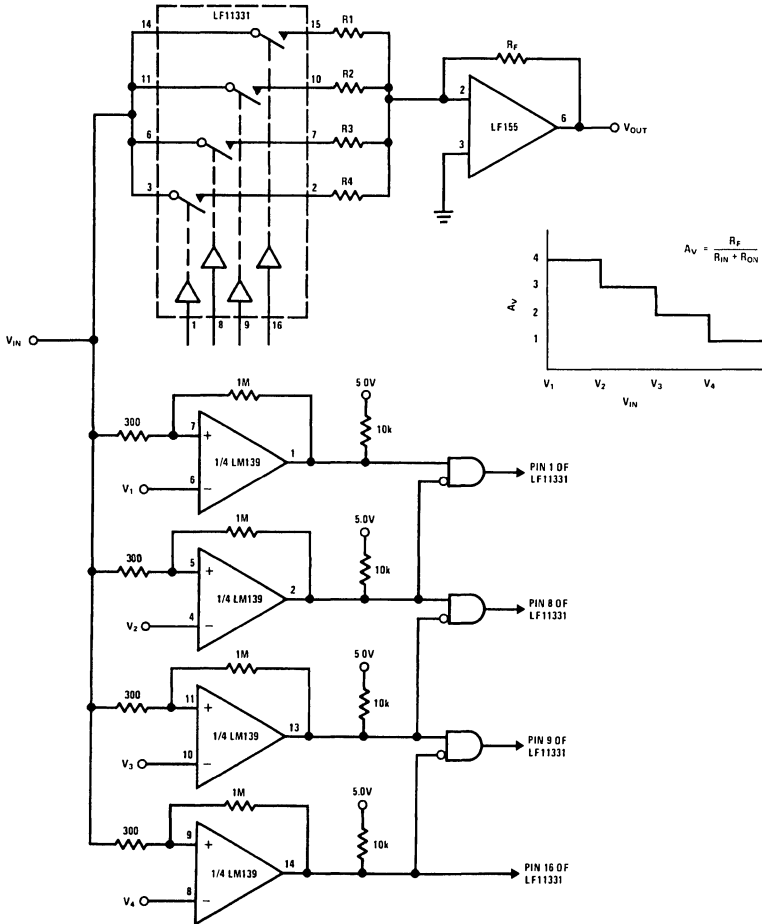 LF11331
14
15
R1
11
10
R2
6
7
R3
3
2
R4
1
8
9
16
RF
2
3
LF155
6
VOUT
VIN
AV = RF / RIN + RON
4
3
2
1
AV
V1
V2
V3
V4
VIN
300
1M
7
+
6
−
1/4 LM139
1
V1
5 0V
10k
PIN 1 OF
LF11331
300
1M
5
+
4
−
1/4 LM139
2
V2
5.0V
10k
PIN 8 OF
LF11331
300
1M
11
+
10
−
1/4 LM139
13
V3
5 0V
10k
PIN 9 OF
LF11331
300
1M
9
+
8
−
1/4 LM139
14
V4
5.0V
10k
PIN 16 OF
LF11331